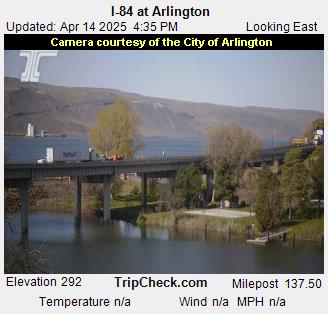 I-84 at Arlington
Updated: Apr 14 2025 4:35 PM Looking East
Camera courtesy of the City of Arlington
Walmart
Elevation 292 TripCheck.com Milepost 137.50
Temperature n/a Wind n/a MPH n/a